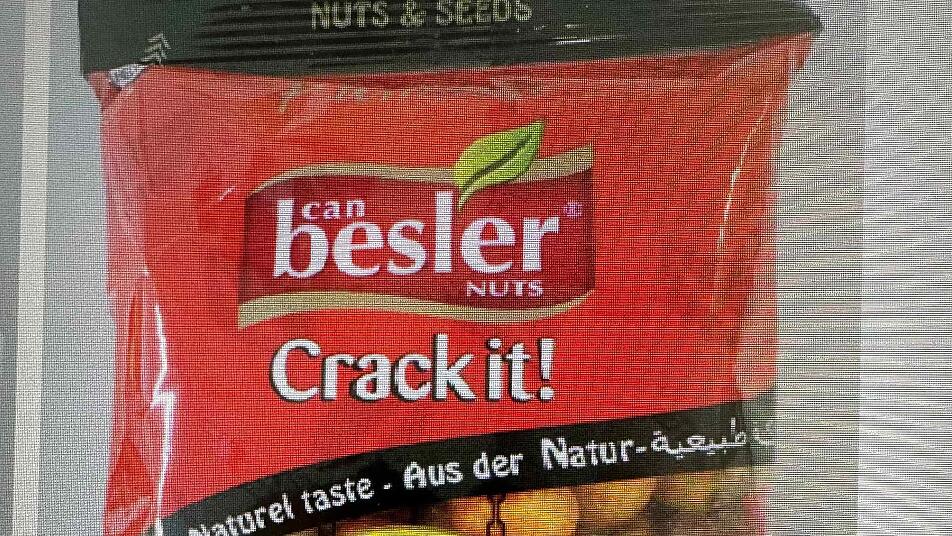 NUTS & SEEDS
can
besler®
NUTS
Crack it!
Naturel taste - Aus der Natur-